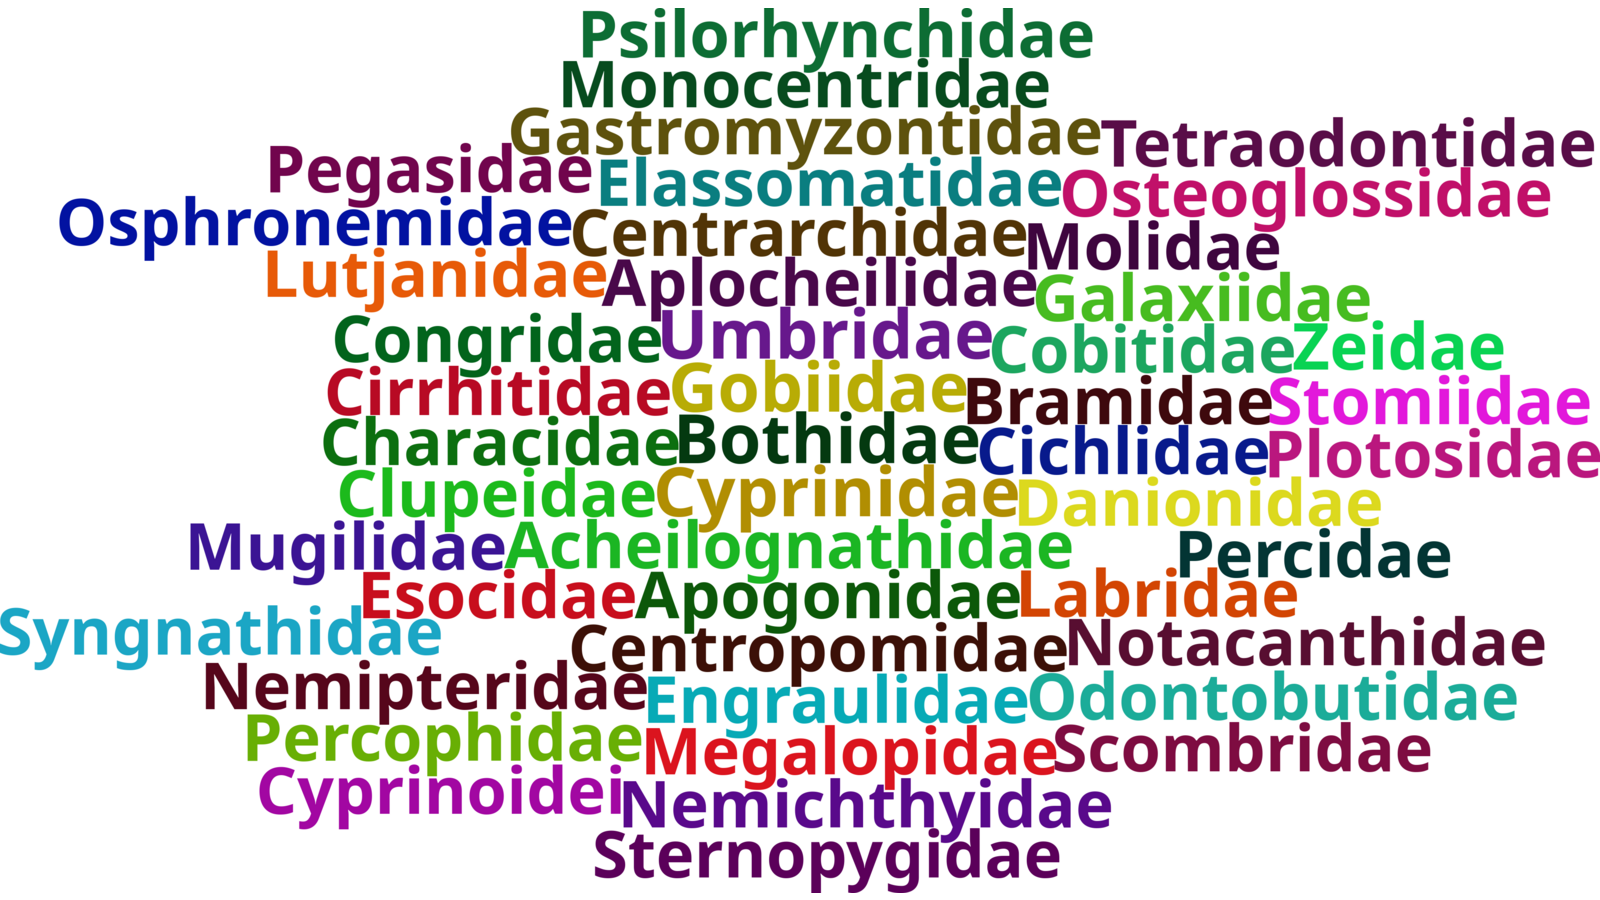 Psilorhynchidae
Monocentridae
Gastromyzontidae Tetraodontidae
Pegasidae Elassomatidae Osteoglossidae
Osphronemidae Centrarchidae Molidae
Lutjanidae Aplocheilidae Galaxiidae
Congridae Umbridae Cobitidae Zeidae
Cirrhitidae Gobiidae Bramidae Stomiidae
Characidae Bothidae Cichlidae Plotosidae
Clupeidae Cyprinidae Danionidae
Mugilidae Acheilognathidae Percidae
Esocidae Apogonidae Labridae
Syngnathidae Centropomidae Notacanthidae
Nemipteridae Engraulidae Odontobutidae
Percophidae Megalopidae Scombridae
Cyprinoidei Nemichthyidae
Sternopygidae